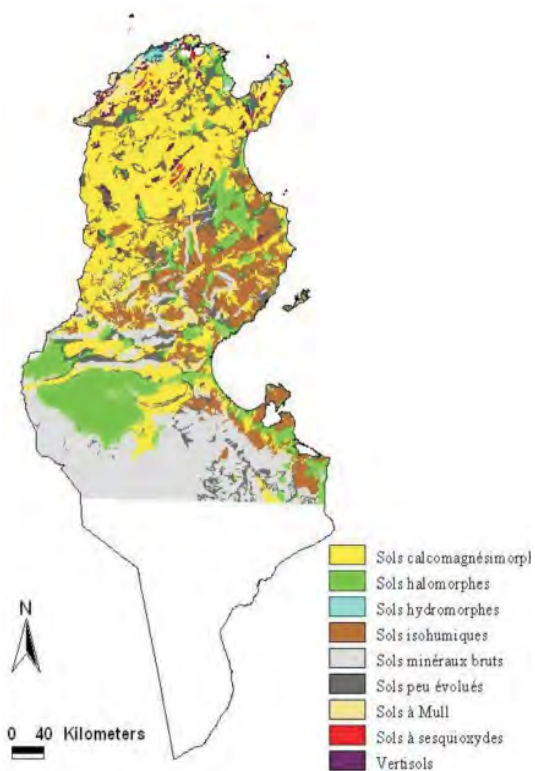 Sols calcomagnésimorpl
Sols halomorphes
Sols hydromorphes
Sols isohumiques
Sols minéraux bruts
Sols peu évolués
Sols à Mull
Sols à sesquioxydes
Vertisols
N
0 40 Kilometers